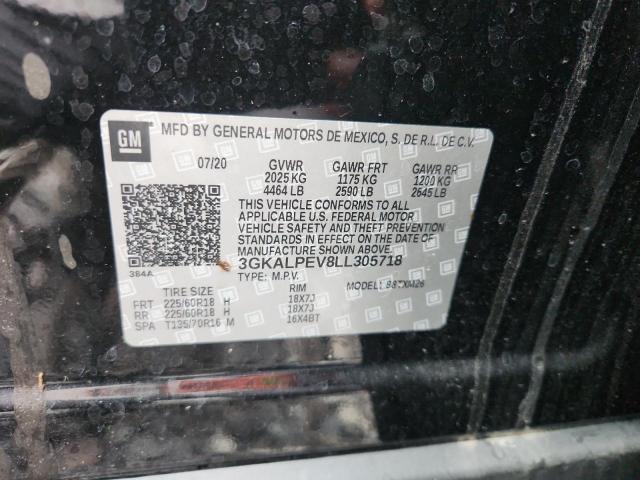 GM MFD BY GENERAL MOTORS DE MEXICO, S. DE R.L. DE C.V.
07/20 GVWR GAWR FRT GAWR RR
2025 KG 1175 KG 1200 KG
4464 LB 2590 LB 2645 LB
THIS VEHICLE CONFORMS TO ALL
APPLICABLE U.S. FEDERAL MOTOR
VEHICLE SAFETY AND THEFT PREVENTION
STANDARDS IN EFFECT ON THE DATE OF
MANUFACTURE SHOWN ABOVE.
3GKALPEV8LL305718
384A
TYPE: M.P.V. MODEL:
TIRE SIZE RIM
FRT 225/60R18 H 18X7J
RR 225/60R18 H 18X7J
SPA T135/70R16 M 16X4BT